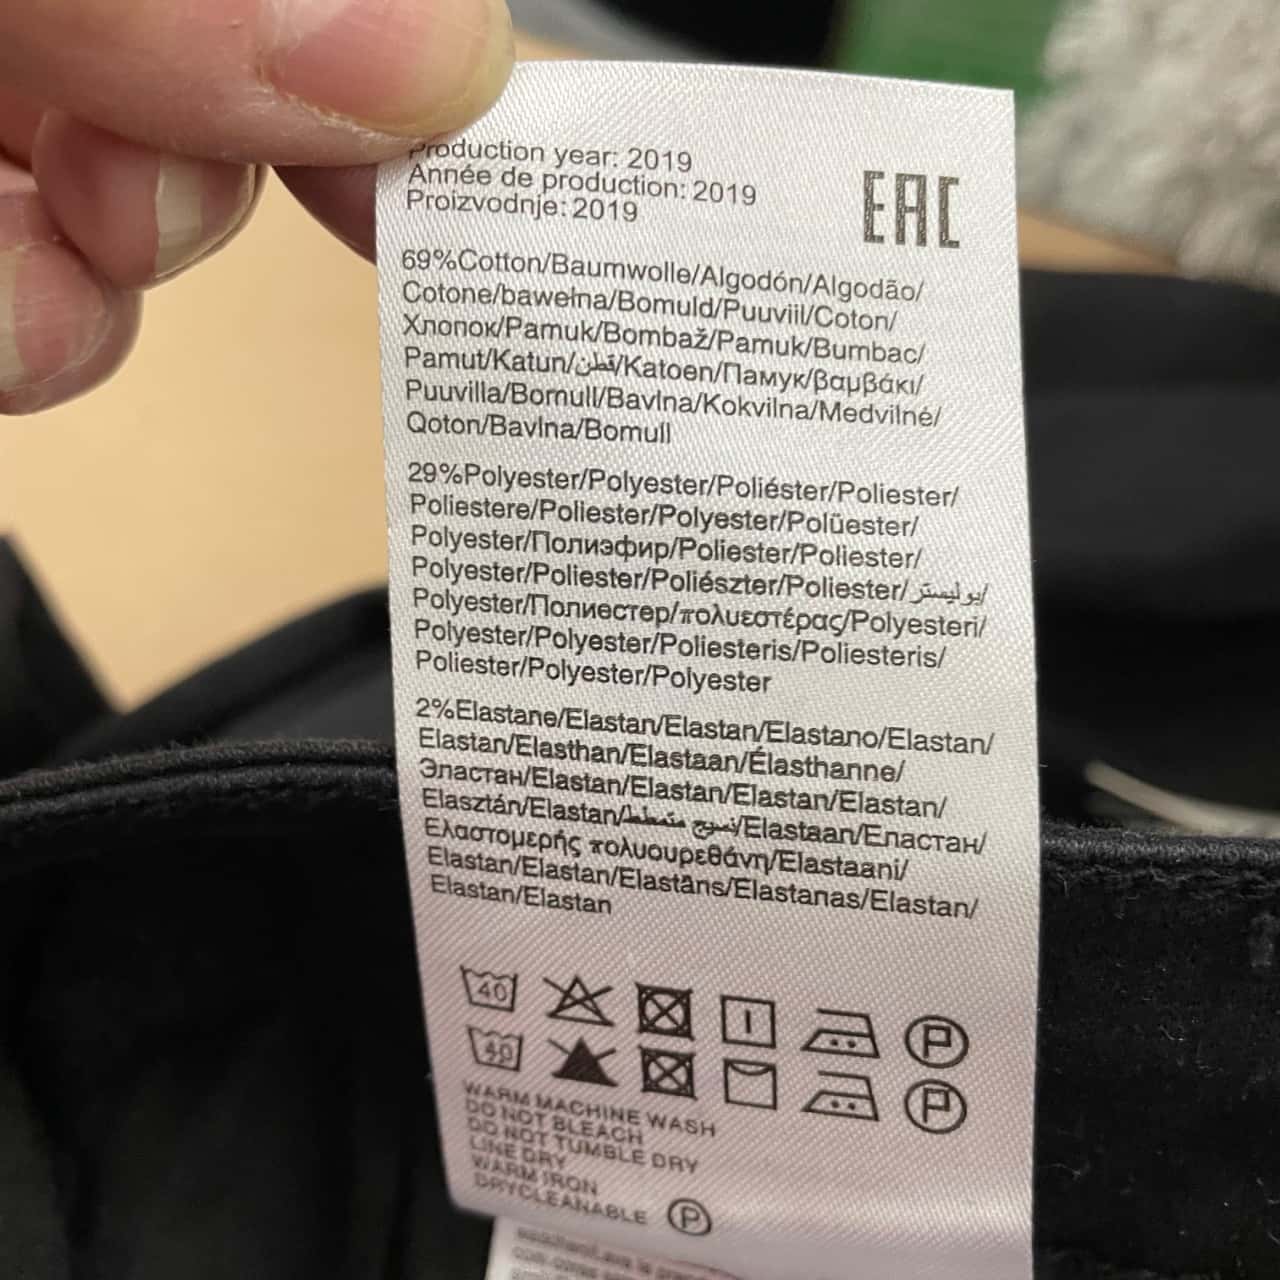 Production year: 2019
Année de production: 2019
Proizvodnje: 2019
EAC
69%Cotton/Baumwolle/Algodón/Algodão/
Cotone/bawełna/Bomuld/Puuviil/Coton/
Хлопок/Pamuk/Bombaž/Pamuk/Bumbac/
Pamut/Katun/قطن/Katoen/Памук/βαμβάκι/
Puuvilla/Bomull/Bavlna/Kokvilna/Medvilné/
Qoton/Bavlna/Bomull
29%Polyester/Polyester/Poliéster/Poliester/
Poliestere/Poliester/Polyester/Polüester/
Polyester/Полиэфир/Poliester/Poliester/
Polyester/Poliester/Poliészter/Poliester/بوليستر/
Polyester/Полиестер/πολυεστέρας/Polyesteri/
Polyester/Polyester/Poliesteris/Poliesteris/
Poliester/Polyester/Polyester
2%Elastane/Elastan/Elastan/Elastano/Elastan/
Elastan/Elasthan/Elastaan/Élasthanne/
Эластан/Elastan/Elastan/Elastan/Elastan/
Elasztán/Elastan/نسيج متمطط/Elastaan/Еластан/
Ελαστομερής πολυουρεθάνη/Elastaani/
Elastan/Elastan/Elastāns/Elastanas/Elastan/
Elastan/Elastan
40 P
40 P
WARM MACHINE WASH
DO NOT BLEACH
DO NOT TUMBLE DRY
LINE DRY
WARM IRON
DRYCLEANABLE P